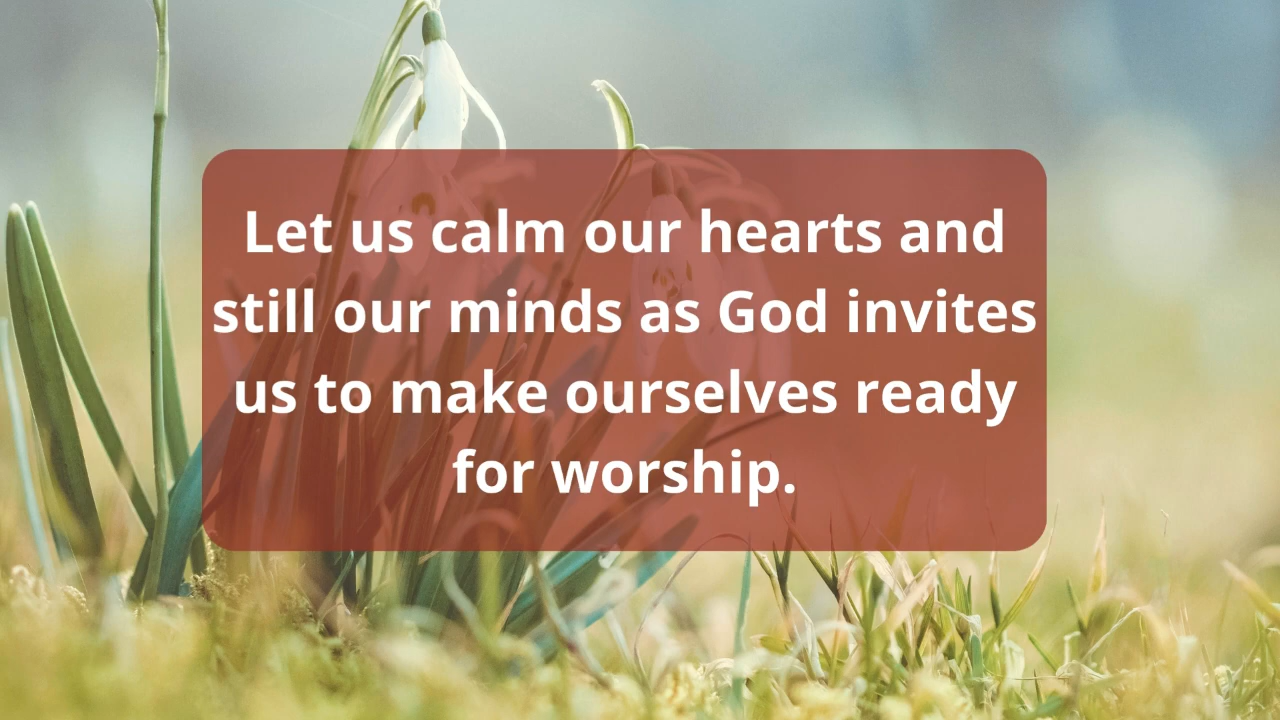 Let us calm our hearts and
still our minds as God invites
us to make ourselves ready
for worship.